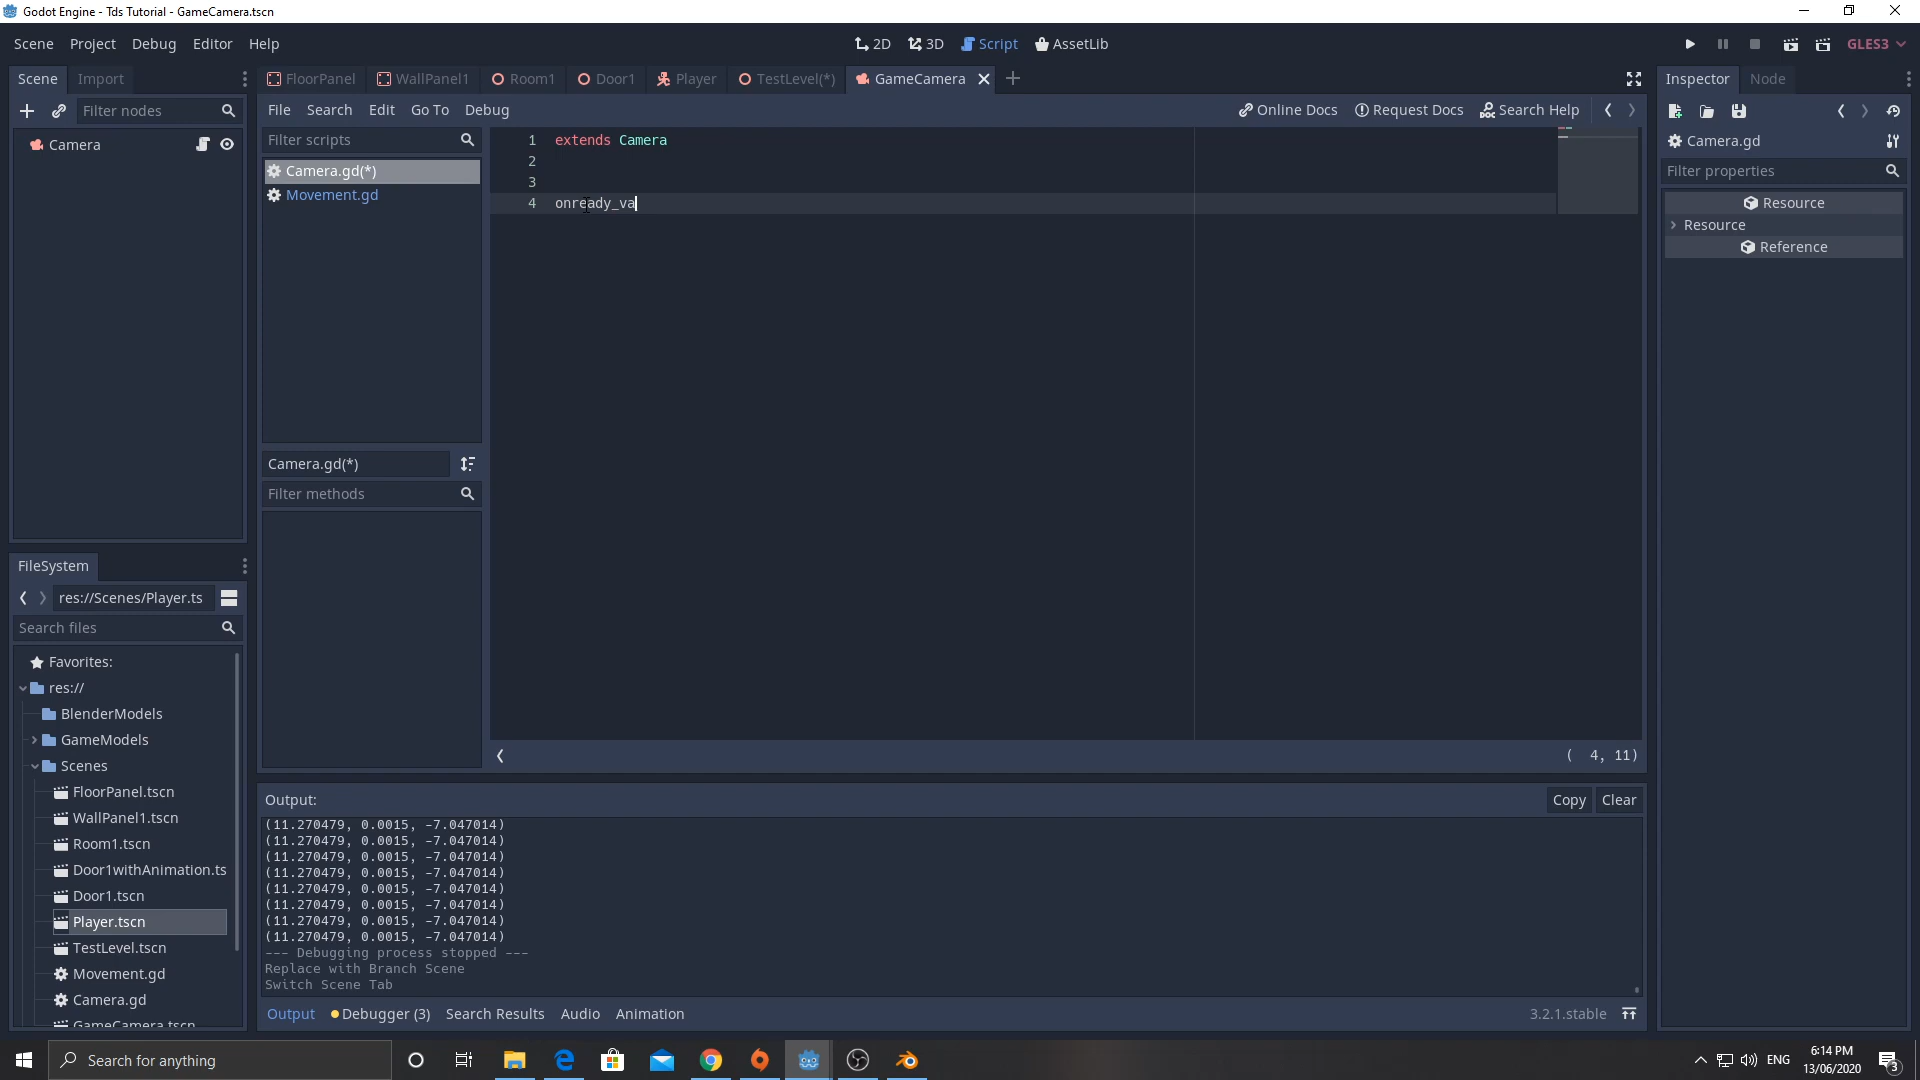 Godot Engine - Tds Tutorial - GameCamera.tscn
Scene Project Debug Editor Help
2D 3D Script AssetLib
GLES3
Scene Import
FloorPanel WallPanel1 Room1 Door1 Player TestLevel(*) GameCamera
Inspector Node
Filter nodes
File Search Edit Go To Debug
Online Docs Request Docs Search Help
Camera
Filter scripts
Camera.gd(*)
Movement.gd
Camera.gd(*)
Filter methods
1 extends Camera
2
3
4 onready_va
( 4, 11)
Camera.gd
Filter properties
Resource
Resource
Reference
FileSystem
res://Scenes/Player.ts
Search files
Favorites:
res://
BlenderModels
GameModels
Scenes
FloorPanel.tscn
WallPanel1.tscn
Room1.tscn
Door1withAnimation.ts
Door1.tscn
Player.tscn
TestLevel.tscn
Movement.gd
Camera.gd
GameCamera.tscn
Output:
Copy Clear
(11.270479, 0.0015, -7.047014)
(11.270479, 0.0015, -7.047014)
(11.270479, 0.0015, -7.047014)
(11.270479, 0.0015, -7.047014)
(11.270479, 0.0015, -7.047014)
(11.270479, 0.0015, -7.047014)
(11.270479, 0.0015, -7.047014)
(11.270479, 0.0015, -7.047014)
--- Debugging process stopped ---
Replace with Branch Scene
Switch Scene Tab
Output Debugger (3) Search Results Audio Animation
3.2.1.stable
Search for anything
ENG
6:14 PM
13/06/2020
3